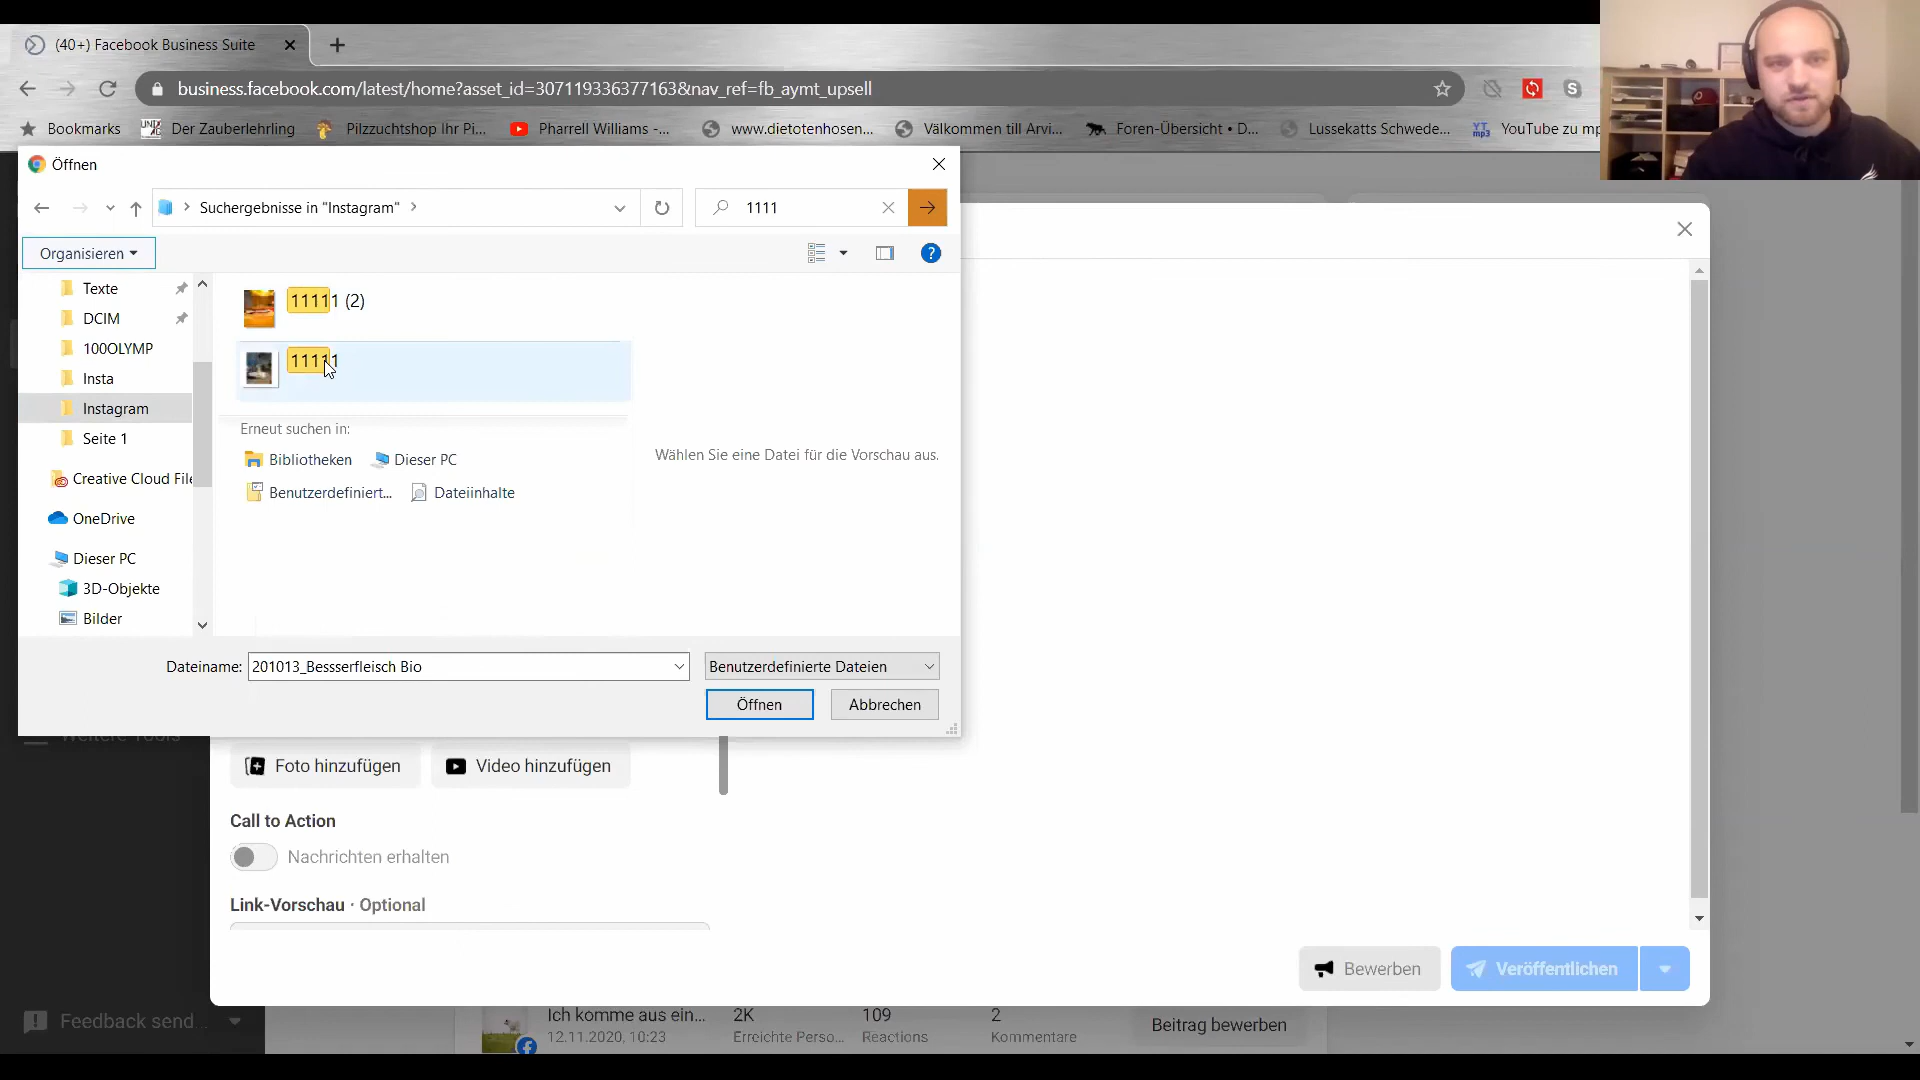 (40+) Facebook Business Suite
business.facebook.com/latest/home?asset_id=307119336377163&nav_ref=fb_aymt_upsell
Bookmarks
Der Zauberlehrling
Pilzzuchtshop Ihr Pi...
Pharrell Williams -...
www.dietotenhosen...
Välkommen till Arvi...
Foren-Übersicht • D...
Lussekatts Schwede...
YouTube zu mp
Öffnen
Suchergebnisse in "Instagram"
1111
Organisieren
Texte
DCIM
100OLYMP
Insta
Instagram
Seite 1
Creative Cloud File
OneDrive
Dieser PC
3D-Objekte
Bilder
11111 (2)
11111
Erneut suchen in:
Bibliotheken
Dieser PC
Benutzerdefiniert...
Dateiinhalte
Wählen Sie eine Datei für die Vorschau aus.
Dateiname:
201013_Bessserfleisch Bio
Benutzerdefinierte Dateien
Öffnen
Abbrechen
Weitere Tools
Foto hinzufügen
Video hinzufügen
Call to Action
Nachrichten erhalten
Link-Vorschau · Optional
Bewerben
Veröffentlichen
Feedback send...
Ich komme aus ein...
12.11.2020, 10:23
2K
Erreichte Perso...
109
Reactions
2
Kommentare
Beitrag bewerben